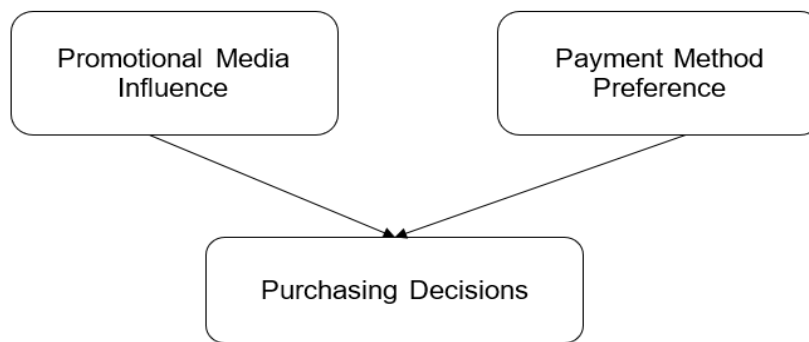 Promotional Media
Influence
Payment Method
Preference
Purchasing Decisions